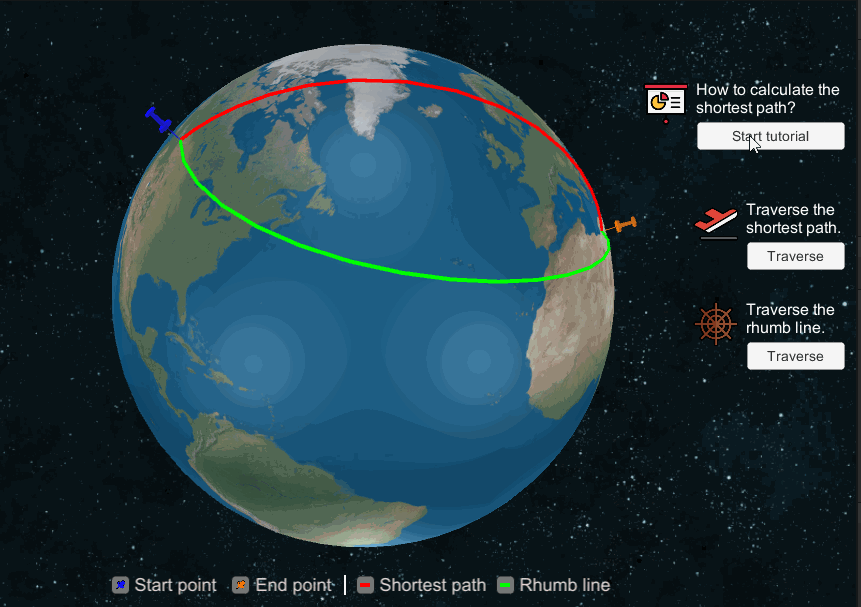 How to calculate the
shortest path?
Start tutorial
Traverse the
shortest path.
Traverse
Traverse the
rhumb line.
Traverse
Start point End point Shortest path Rhumb line